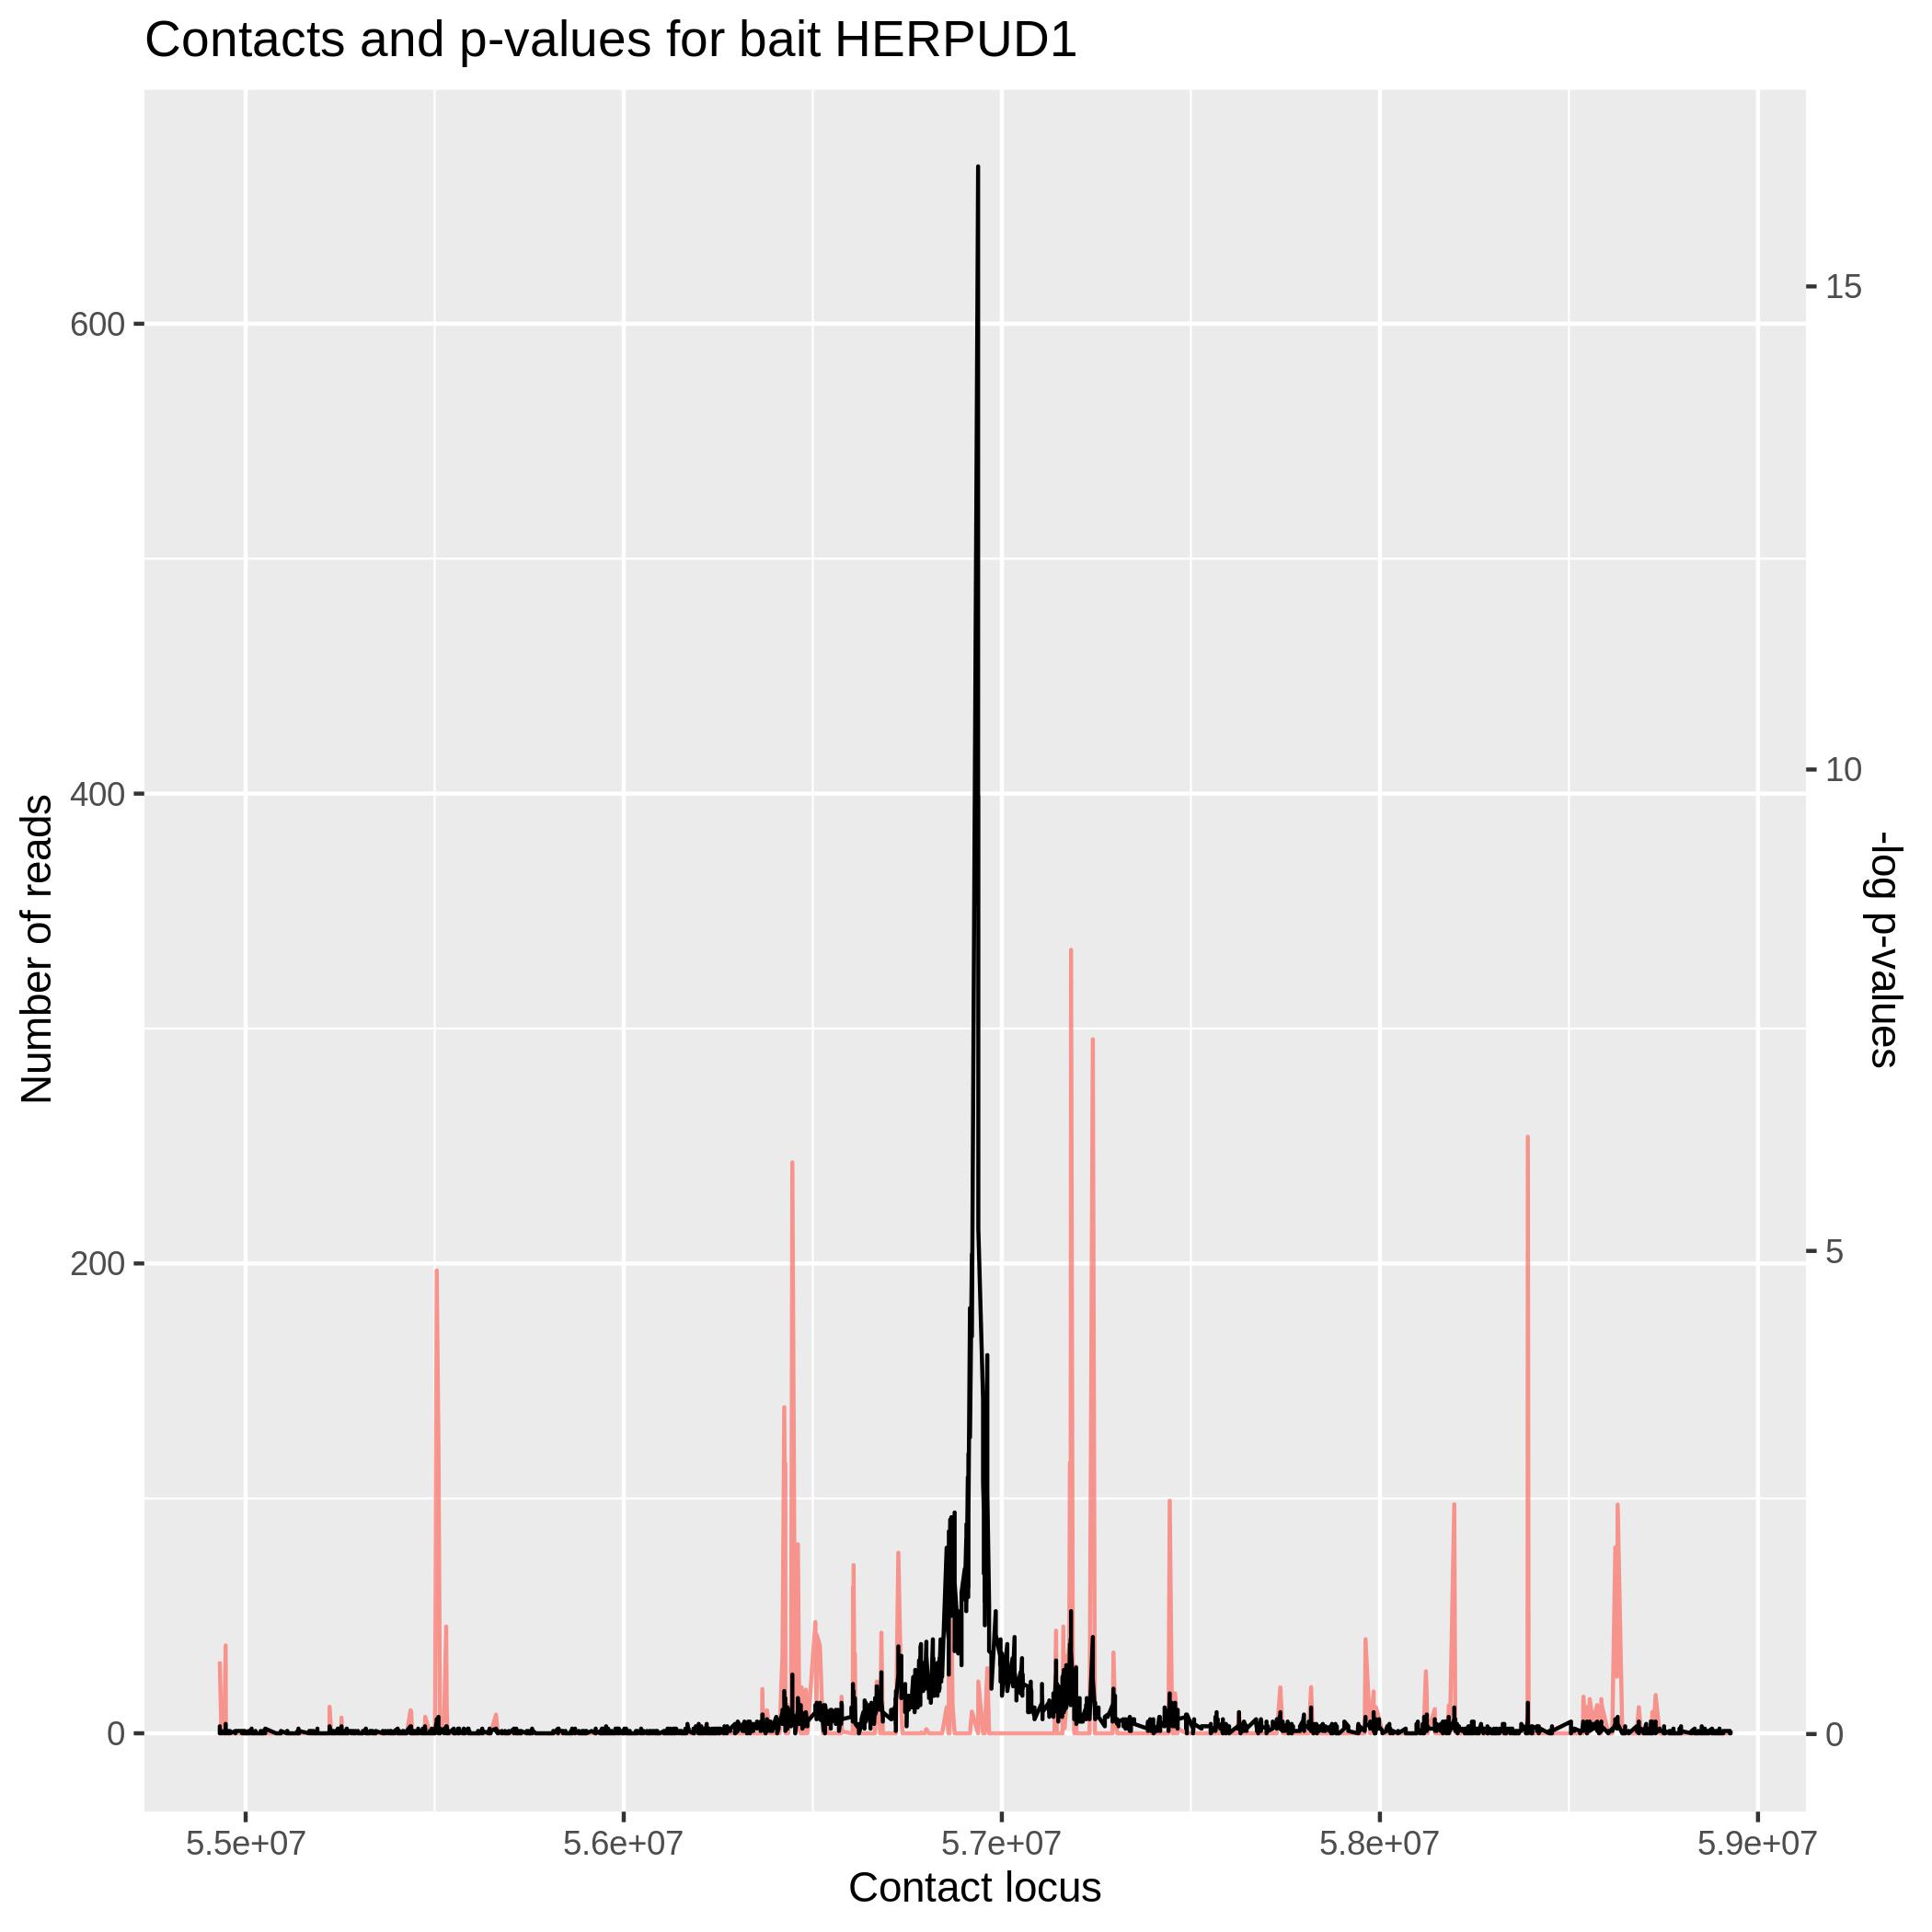 Contacts and p-values for bait HERPUD1
600
400
200
0
Number of reads
15
10
5
0
-log p-values
5.5e+07
5.6e+07
5.7e+07
5.8e+07
5.9e+07
Contact locus